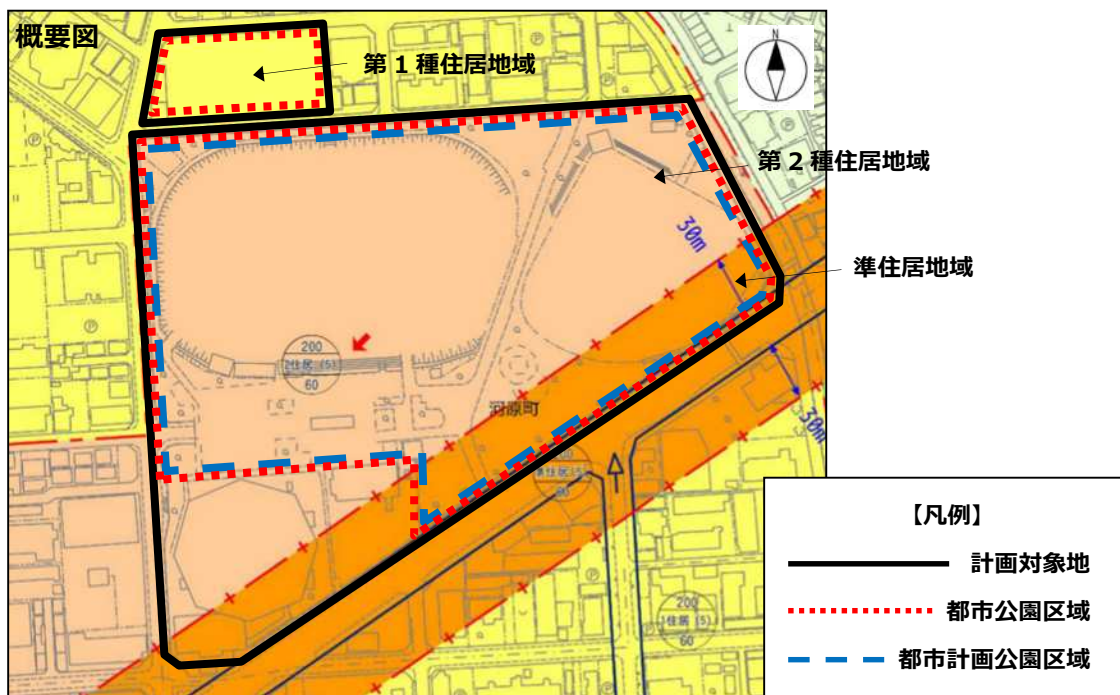 概要図
N
第1種住居地域
第2種住居地域
30m
準住居地域
200
2住居 (5)
60
河原町
200
準住居 (5)
60
30m
200
1住居 (5)
60
【凡例】
計画対象地
都市公園区域
都市計画公園区域